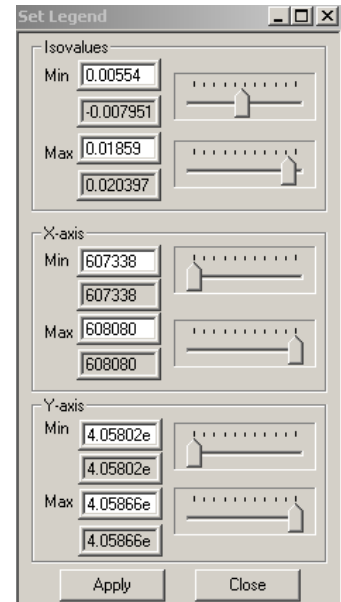 Set Legend
Isovalues
Min 0.00554
-0.007951
Max 0.01859
0.020397
X-axis
Min 607338
607338
Max 608080
608080
Y-axis
Min 4.05802e
4.05802e
Max 4.05866e
4.05866e
Apply Close